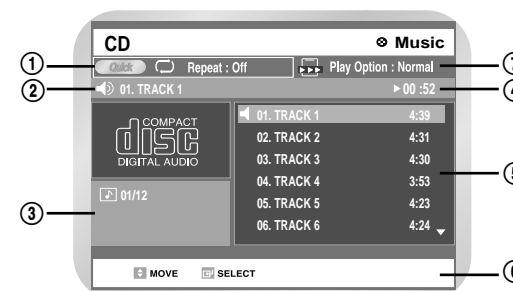 CD
Music
① Quick Repeat : Off Play Option : Normal
② 01. TRACK 1 00 :52
COMPACT
disc
DIGITAL AUDIO
01. TRACK 1 4:39
02. TRACK 2 4:31
03. TRACK 3 4:30
04. TRACK 4 3:53
05. TRACK 5 4:23
06. TRACK 6 4:24
③ 01/12
MOVE SELECT